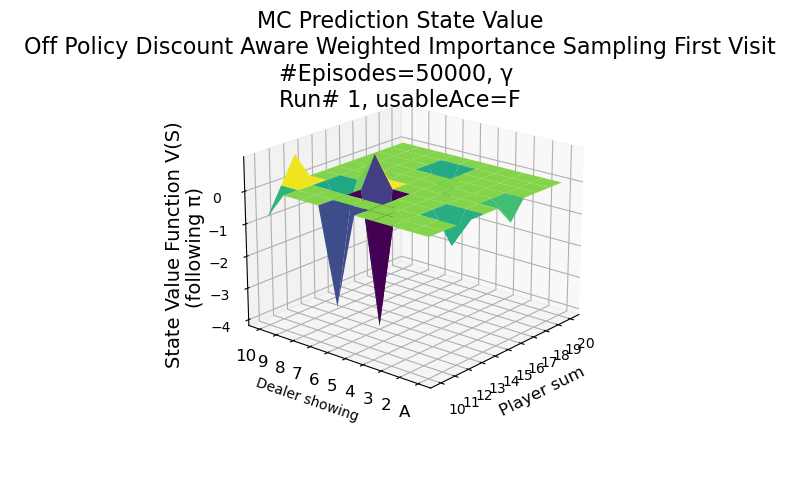 MC Prediction State Value
Off Policy Discount Aware Weighted Importance Sampling First Visit
#Episodes=50000, γ
Run# 1, usableAce=F
State Value Function V(S)
(following π)
0
−1
−2
−3
−4
10 9 8 7 6 5 4 3 2 A
Dealer showing
10 11 12 13 14 15 16 17 18 19 20
Player sum